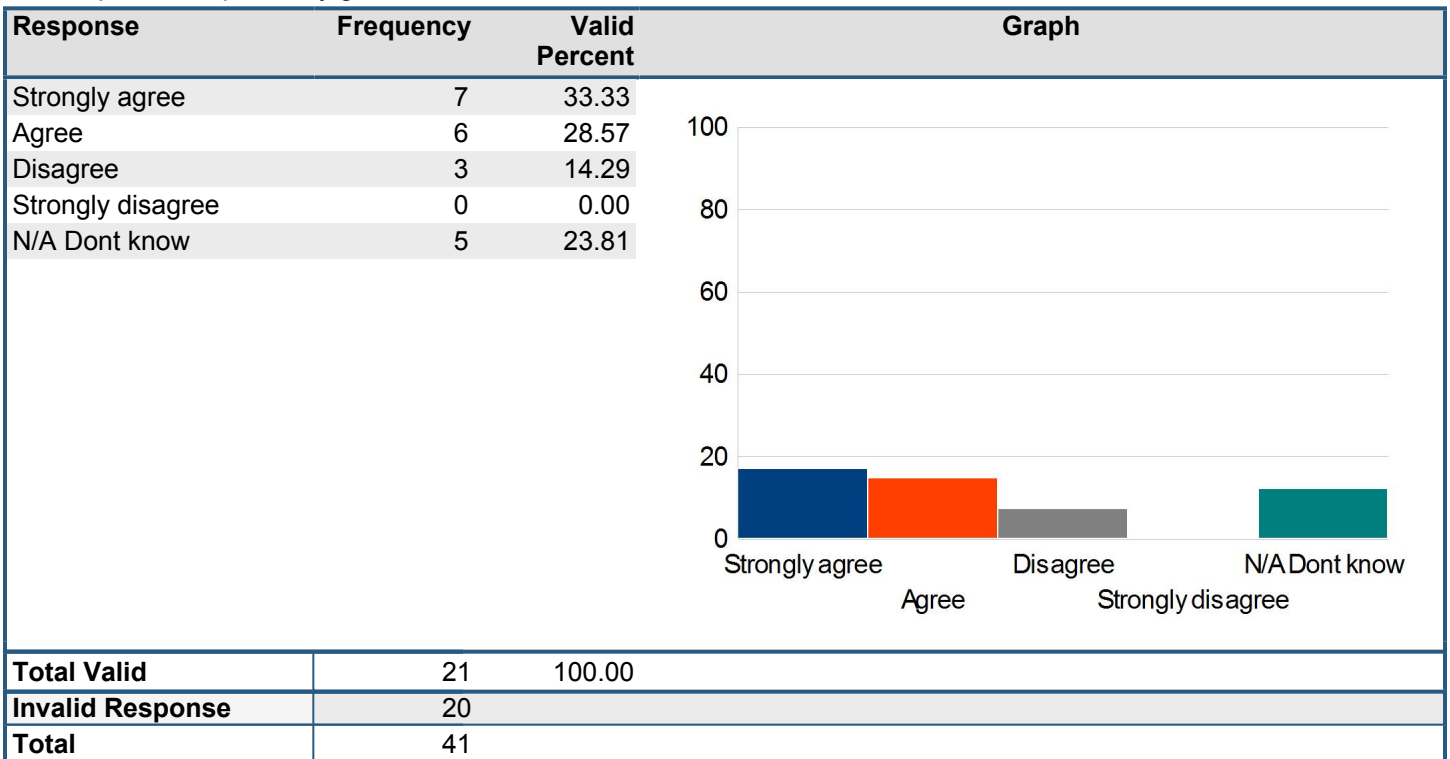 Response Frequency Valid Percent Graph
Strongly agree 7 33.33
Agree 6 28.57
Disagree 3 14.29
Strongly disagree 0 0.00
N/A Dont know 5 23.81
100
80
60
40
20
0
Strongly agree Disagree N/A Dont know
Agree Strongly disagree
Total Valid 21 100.00
Invalid Response 20
Total 41